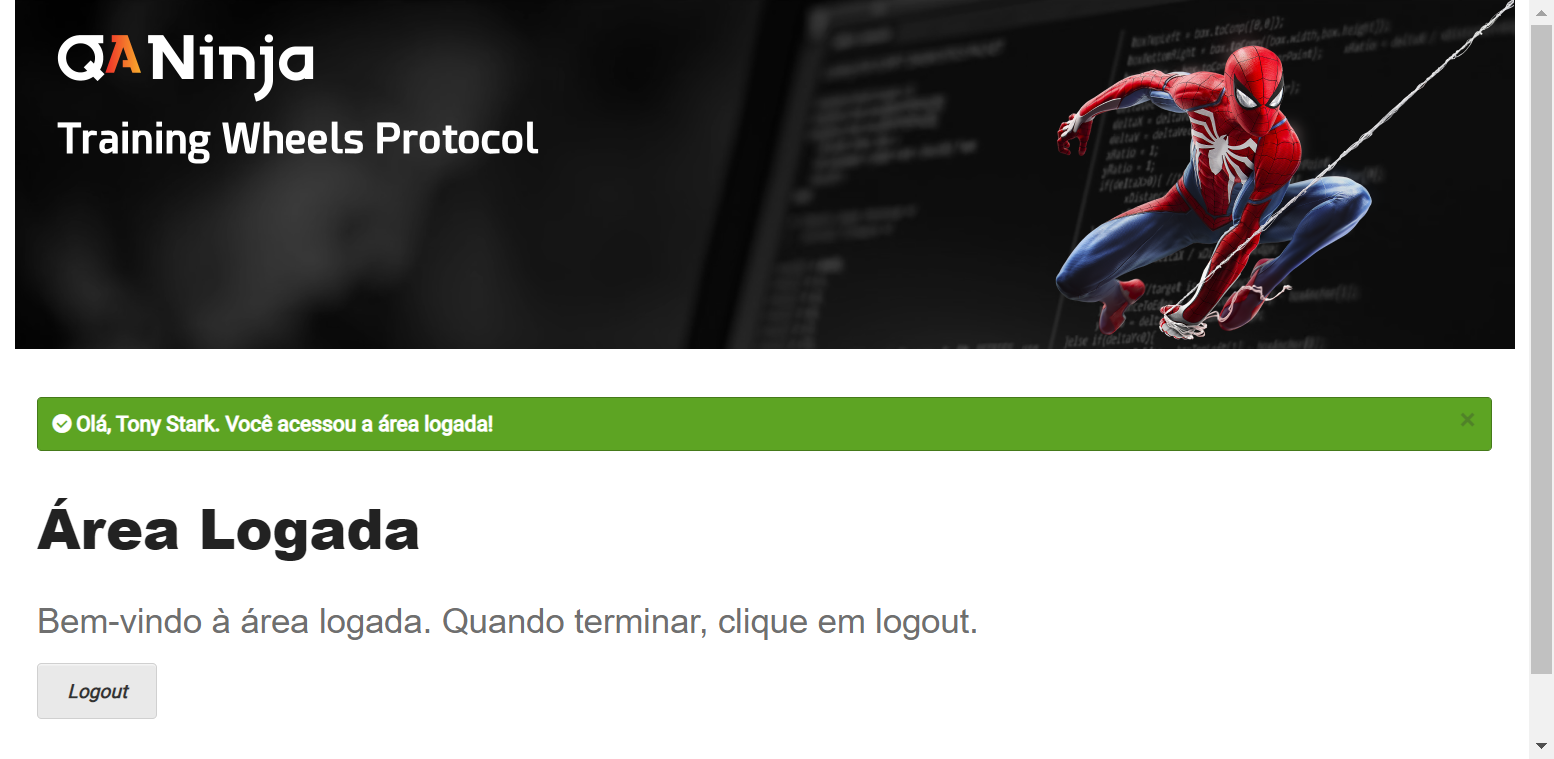 QANinja
Training Wheels Protocol
Olá, Tony Stark. Você acessou a área logada!
×
Área Logada
Bem-vindo à área logada. Quando terminar, clique em logout.
Logout